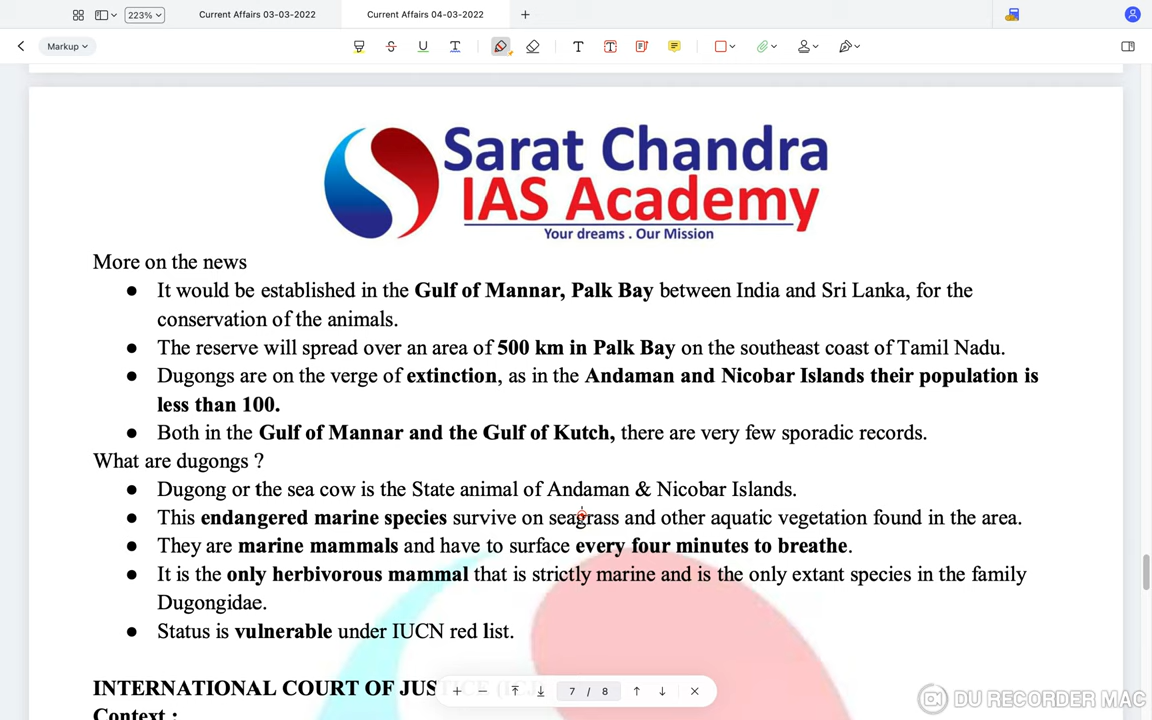 223%
Current Affairs 03-03-2022
Current Affairs 04-03-2022
Markup
Sarat Chandra
IAS Academy
Your dreams . Our Mission
More on the news
● It would be established in the Gulf of Mannar, Palk Bay between India and Sri Lanka, for the
conservation of the animals.
● The reserve will spread over an area of 500 km in Palk Bay on the southeast coast of Tamil Nadu.
● Dugongs are on the verge of extinction, as in the Andaman and Nicobar Islands their population is
less than 100.
● Both in the Gulf of Mannar and the Gulf of Kutch, there are very few sporadic records.
What are dugongs ?
● Dugong or the sea cow is the State animal of Andaman & Nicobar Islands.
● This endangered marine species survive on seagrass and other aquatic vegetation found in the area.
● They are marine mammals and have to surface every four minutes to breathe.
● It is the only herbivorous mammal that is strictly marine and is the only extant species in the family
Dugongidae.
● Status is vulnerable under IUCN red list.
INTERNATIONAL COURT OF JUS
7 / 8
Context :
DU RECORDER MAC